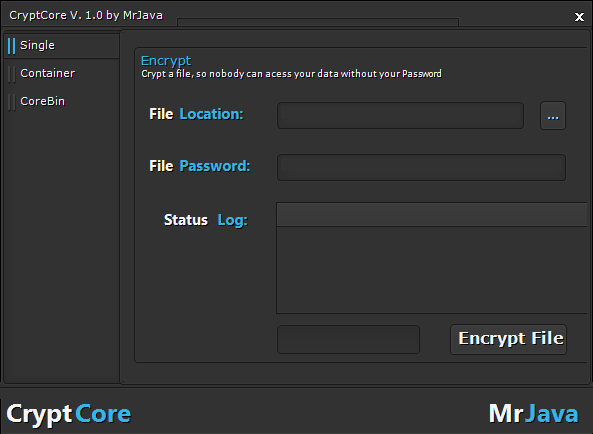 CryptCore V. 1.0 by MrJava
x
Single
Container
CoreBin
Encrypt
Crypt a file, so nobody can acess your data without your Password
File Location:
...
File Password:
Status Log:
Encrypt File
CryptCore
MrJava